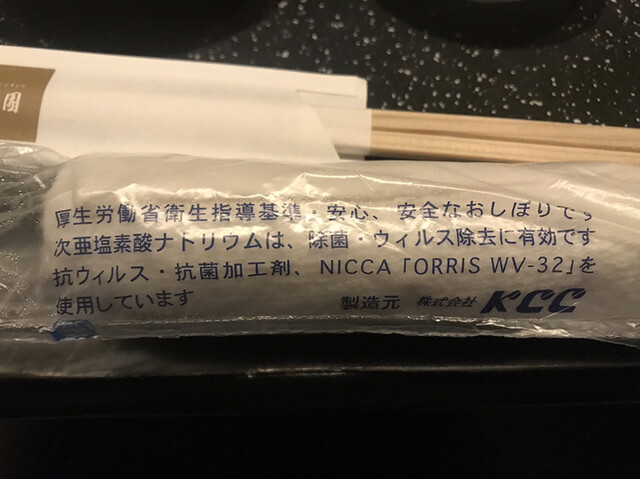 園
厚生労働省衛生指導基準・安心、安全なおしぼりです
次亜塩素酸ナトリウムは、除菌・ウィルス除去に有効です
抗ウィルス・抗菌加工剤、NICCA「ORRIS WV-32」を
使用しています
製造元 株式会社 KCC